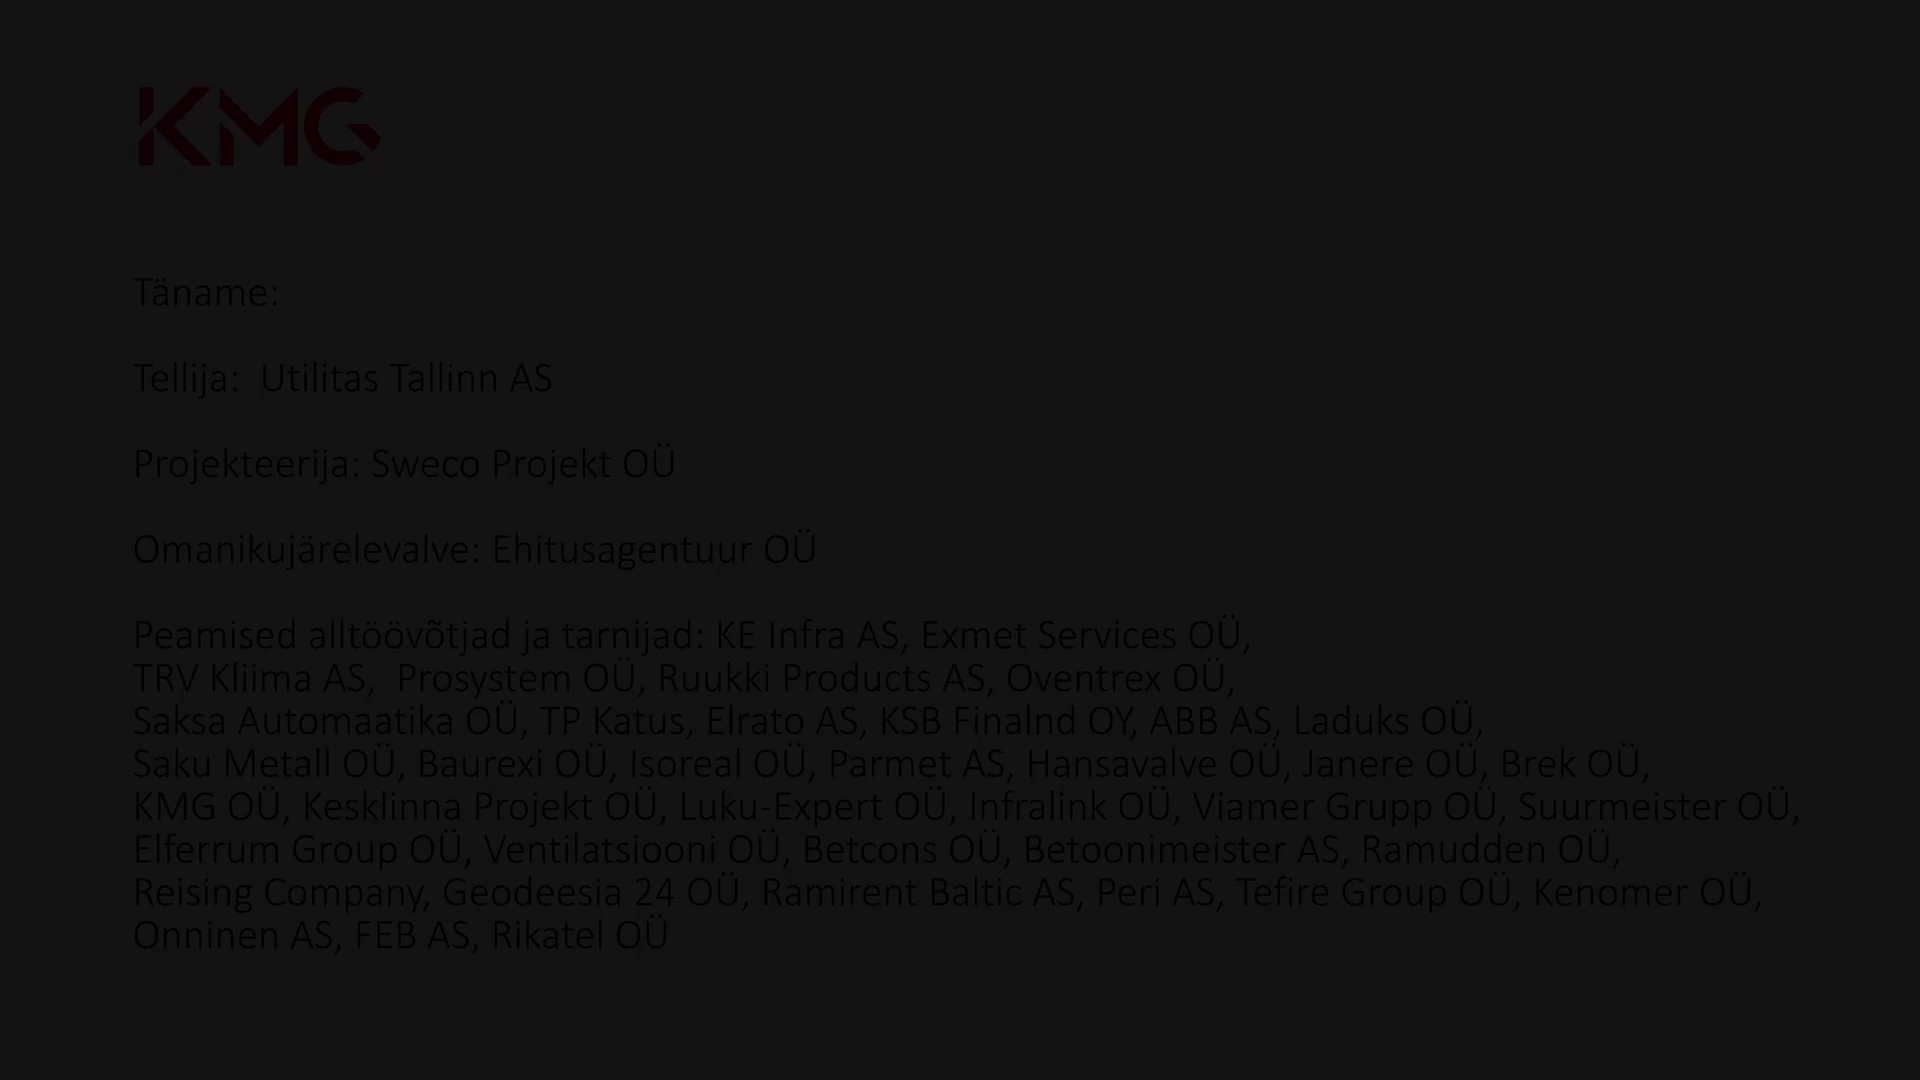 KMG
Täname:
Tellija:  Utilitas Tallinn AS
Projekteerija: Sweco Projekt OÜ
Omanikujärelevalve: Ehitusagentuur OÜ
Peamised alltöövõtjad ja tarnijad: KE Infra AS, Exmet Services OÜ,
TRV Kliima AS,  Prosystem OÜ, Ruukki Products AS, Oventrex OÜ,
Saksa Automaatika OÜ, TP Katus, Elrato AS, KSB Finalnd OY, ABB AS, Laduks OÜ,
Saku Metall OÜ, Baurexi OÜ, Isoreal OÜ, Parmet AS, Hansavalve OÜ, Janere OÜ, Brek OÜ,
KMG OÜ, Kesklinna Projekt OÜ, Luku-Expert OÜ, Infralink OÜ, Viamer Grupp OÜ, Suurmeister OÜ,
Elferrum Group OÜ, Ventilatsiooni OÜ, Betcons OÜ, Betoonimeister AS, Ramudden OÜ,
Reising Company, Geodeesia 24 OÜ, Ramirent Baltic AS, Peri AS, Tefire Group OÜ, Kenomer OÜ,
Onninen AS, FEB AS, Rikatel OÜ